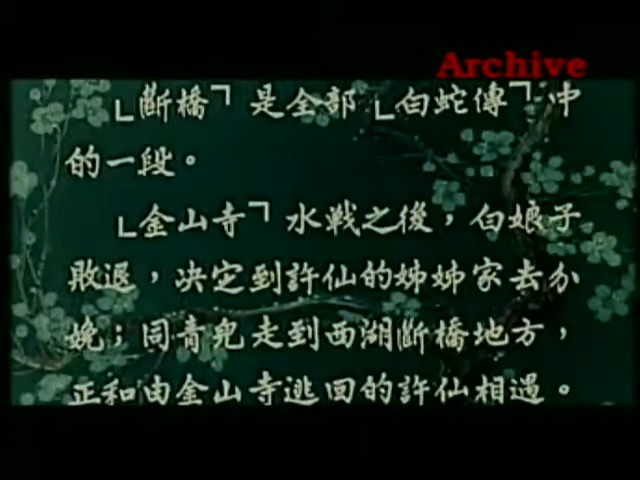 Archive
「斷橋」是全部「白蛇傳」中
的一段。
「金山寺」水戰之後，白娘子
敗退，決定到許仙的姊姊家去分
娩；同青兒走到西湖斷橋地方，
正和由金山寺逃回的許仙相遇。